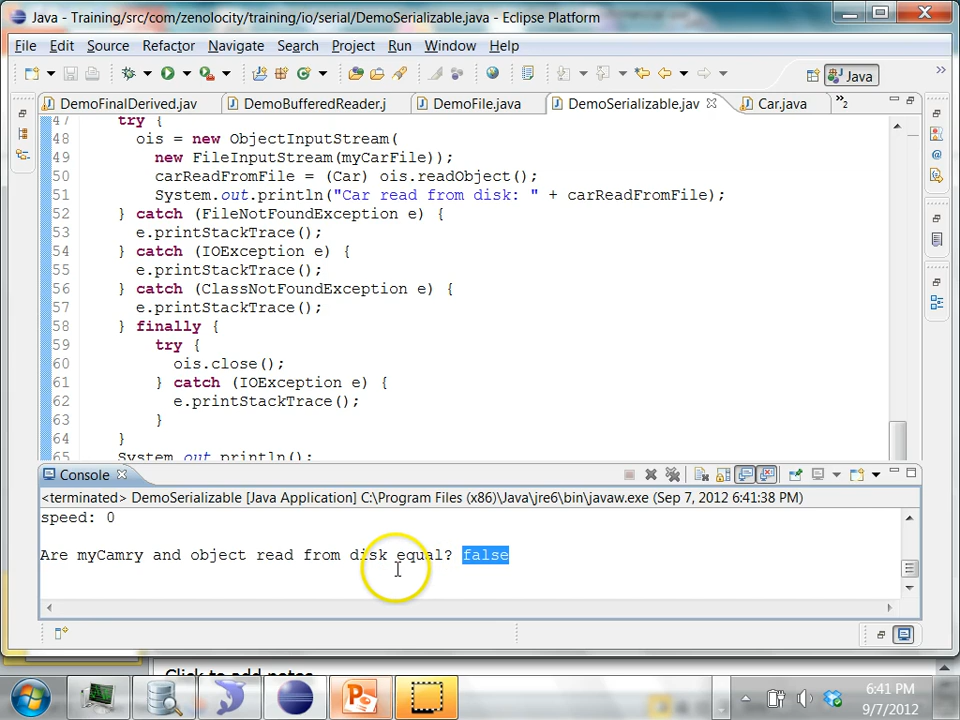 Java - Training/src/com/zenolocity/training/io/serial/DemoSerializable.java - Eclipse Platform
File Edit Source Refactor Navigate Search Project Run Window Help
Java
DemoFinalDerived.jav DemoBufferedReader.j DemoFile.java DemoSerializable.jav Car.java »2
47 try {
48 ois = new ObjectInputStream(
49 new FileInputStream(myCarFile));
50 carReadFromFile = (Car) ois.readObject();
51 System.out.println("Car read from disk: " + carReadFromFile);
52 } catch (FileNotFoundException e) {
53 e.printStackTrace();
54 } catch (IOException e) {
55 e.printStackTrace();
56 } catch (ClassNotFoundException e) {
57 e.printStackTrace();
58 } finally {
59 try {
60 ois.close();
61 } catch (IOException e) {
62 e.printStackTrace();
63 }
64 }
65 System.out.println();
Console
<terminated> DemoSerializable [Java Application] C:\Program Files (x86)\Java\jre6\bin\javaw.exe (Sep 7, 2012 6:41:38 PM)
speed: 0
Are myCamry and object read from disk equal? false
Click to add notes
6:41 PM
9/7/2012